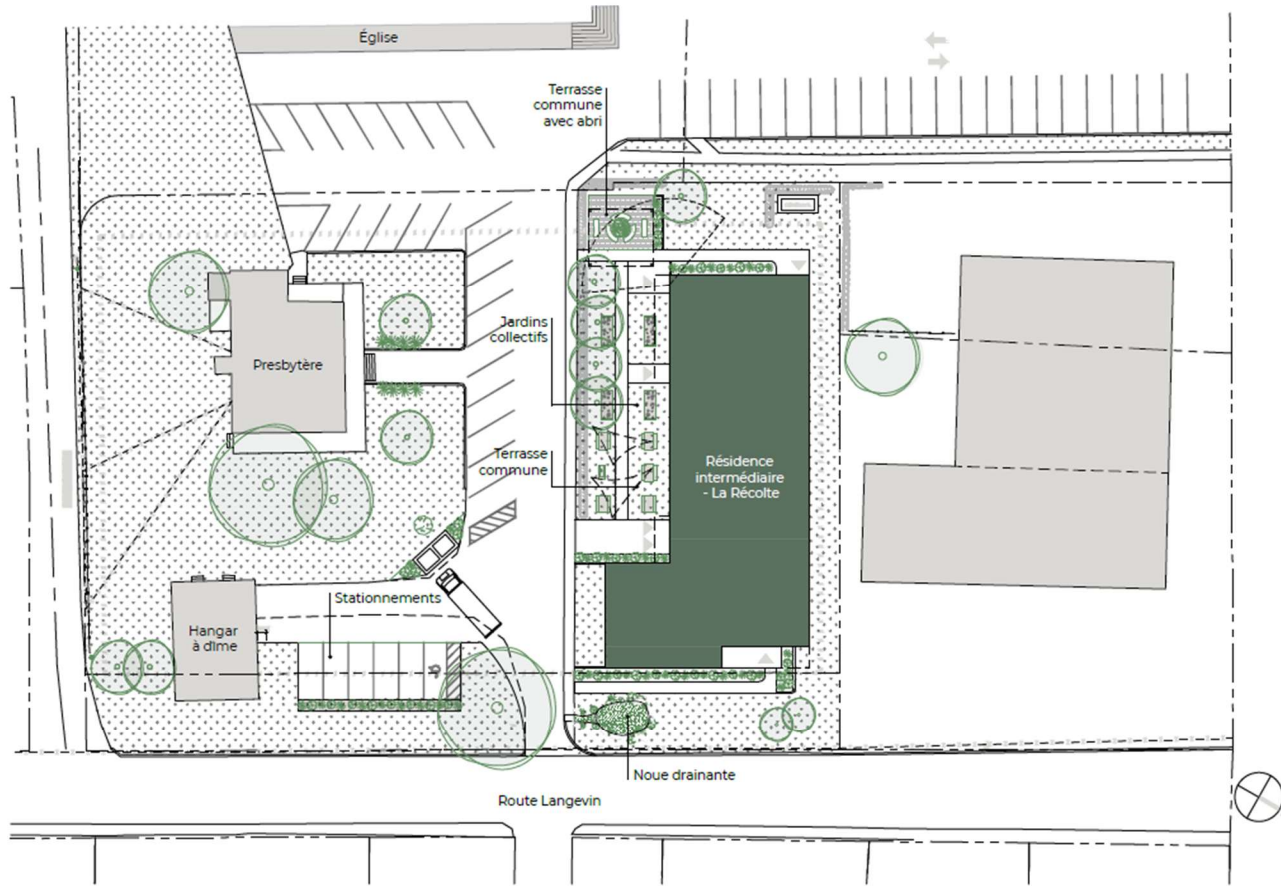 Église
Terrasse
commune
avec abri
Jardins
collectifs
Presbytère
Terrasse
commune
Résidence
intermédiaire
- La Récolte
Stationnements
Hangar
à dîme
Noue drainante
Route Langevin